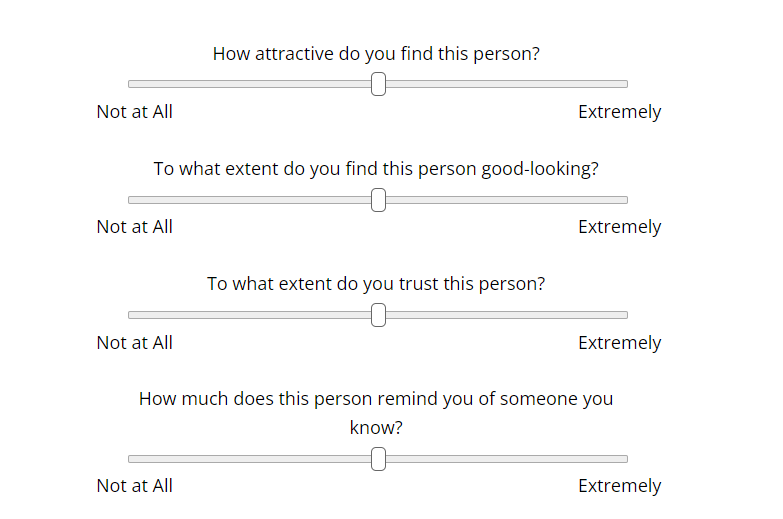 How attractive do you find this person?
Not at All Extremely
To what extent do you find this person good-looking?
Not at All Extremely
To what extent do you trust this person?
Not at All Extremely
How much does this person remind you of someone you
know?
Not at All Extremely